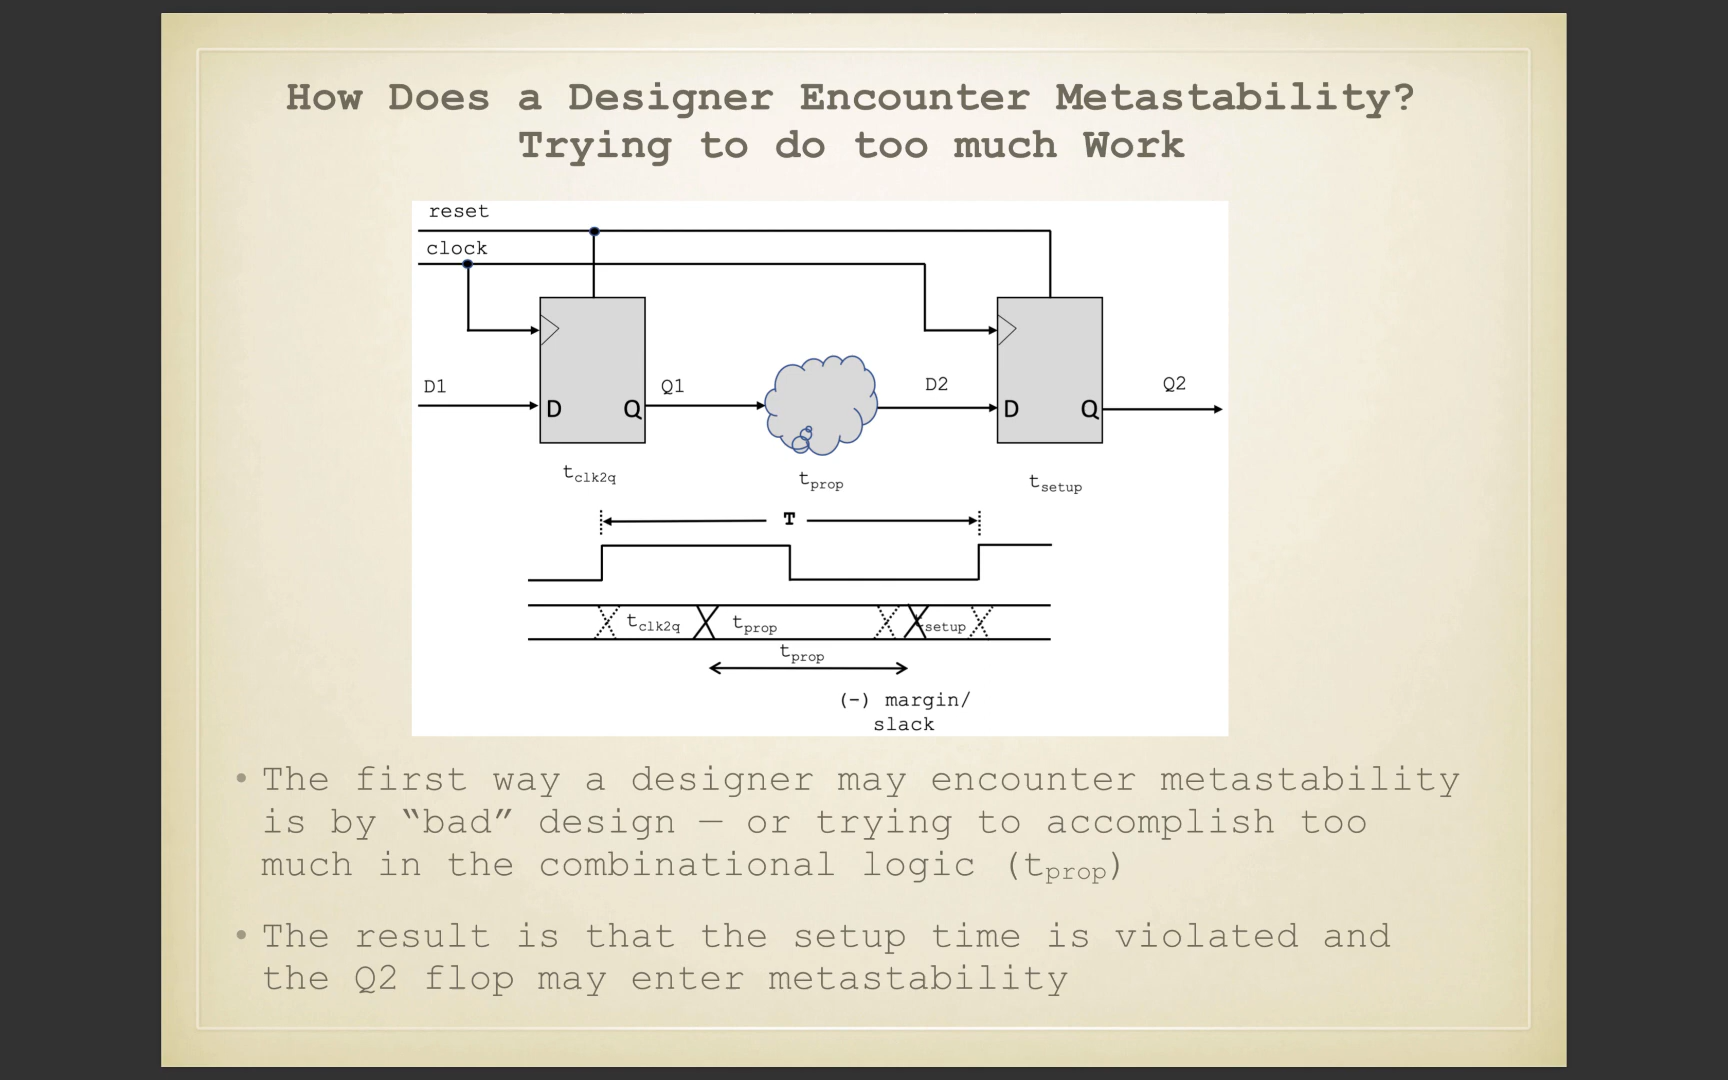 How Does a Designer Encounter Metastability?
Trying to do too much Work
reset
clock
D1
D
Q
Q1
D2
D
Q
Q2
tclk2q
tprop
tsetup
T
tclk2q
tprop
setup
tprop
(-) margin/
slack
• The first way a designer may encounter metastability
is by “bad” design — or trying to accomplish too
much in the combinational logic (tprop)
• The result is that the setup time is violated and
the Q2 flop may enter metastability